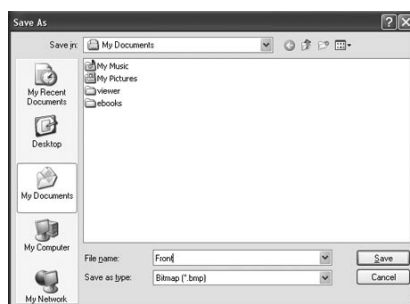 Save As
Save in:
My Documents
My Recent
Documents
Desktop
My Documents
My Computer
My Network
My Music
My Pictures
viewer
ebooks
File name:
Front
Save
Save as type:
Bitmap (*.bmp)
Cancel